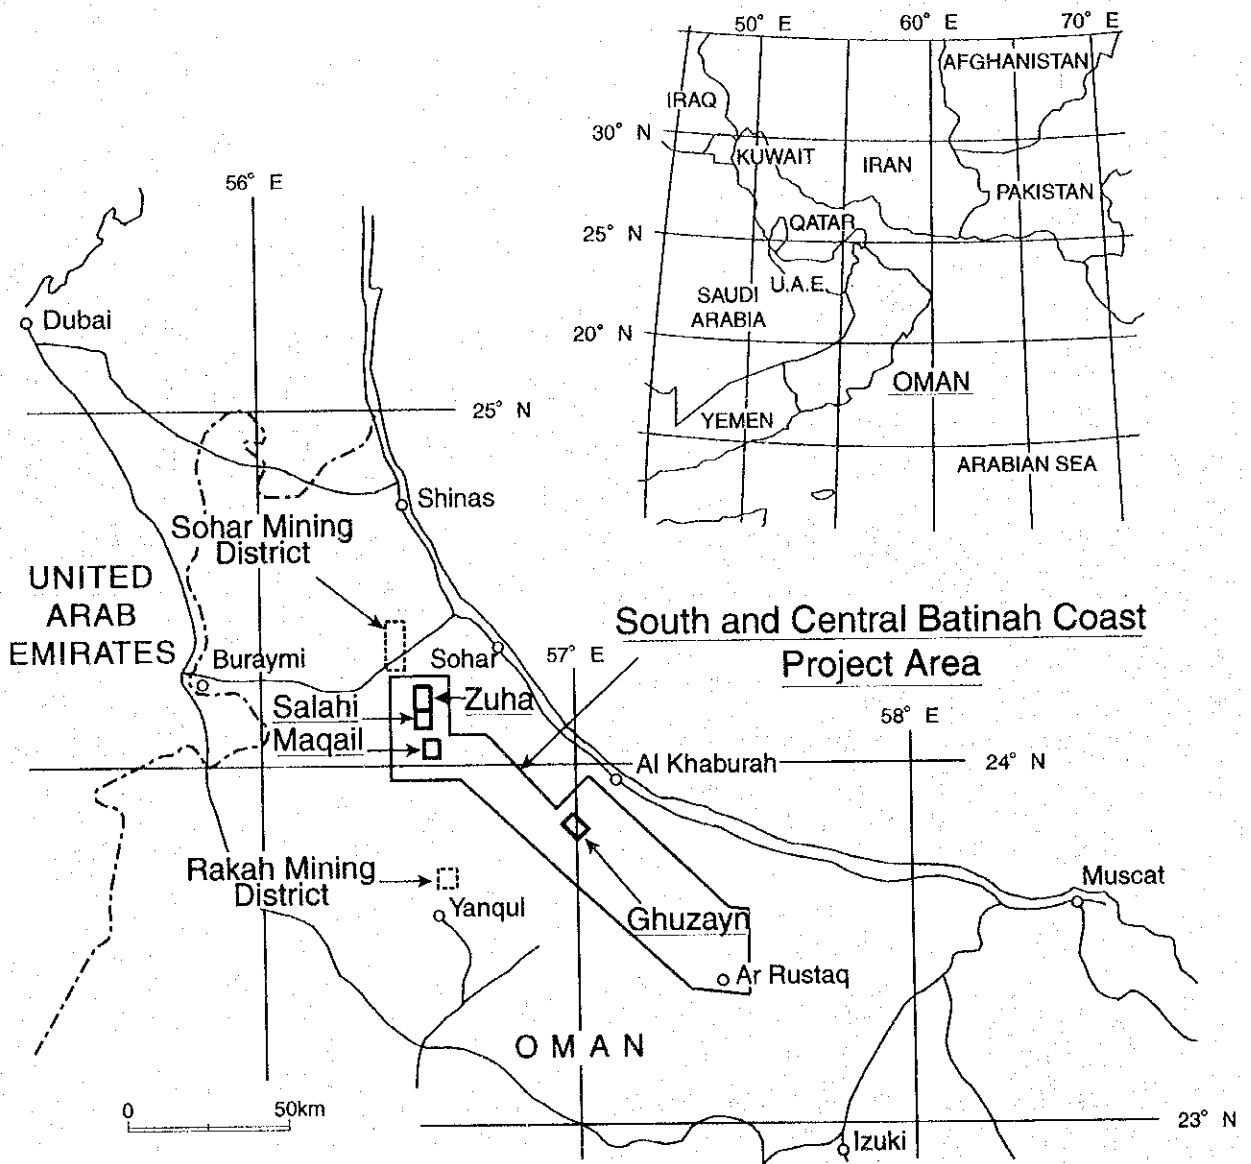 50° E
60° E
70° E
AFGHANISTAN
IRAQ
30° N
KUWAIT
IRAN
PAKISTAN
QATAR
25° N
U.A.E.
SAUDI
ARABIA
20° N
OMAN
YEMEN
ARABIAN SEA
56° E
Dubai
25° N
Shinas
Sohar Mining
District
UNITED
ARAB
EMIRATES
South and Central Batinah Coast
Project Area
Buraymi
Sohar
57° E
Zuha
Salahi
Maqail
58° E
Al Khaburah
24° N
Rakah Mining
District
Yanqul
Ghuzayn
Muscat
Ar Rustaq
OMAN
0
50km
23° N
Izuki